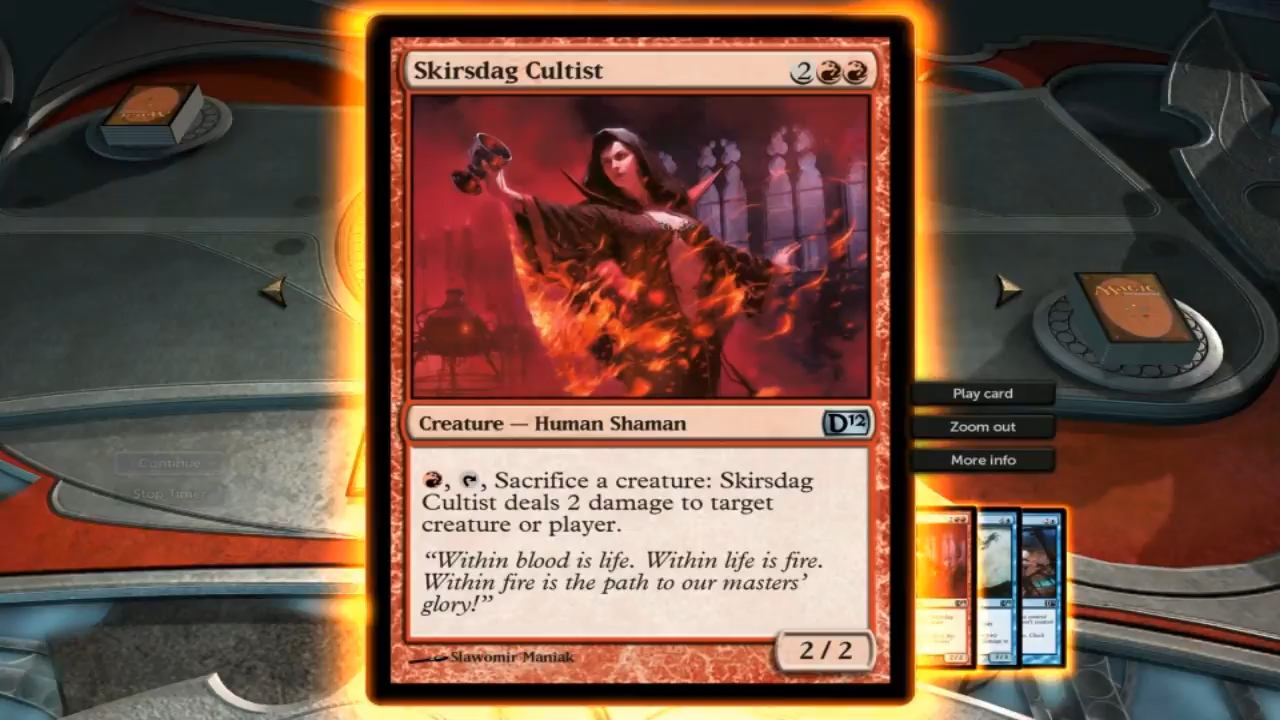 Skirsdag Cultist 2
Creature — Human Shaman D12
, , Sacrifice a creature: Skirsdag
Cultist deals 2 damage to target
creature or player.
“Within blood is life. Within life is fire.
Within fire is the path to our masters’
glory!”
Slawomir Maniak
2 / 2
Play card
Zoom out
More info
Continue
Stop Timer
Magic